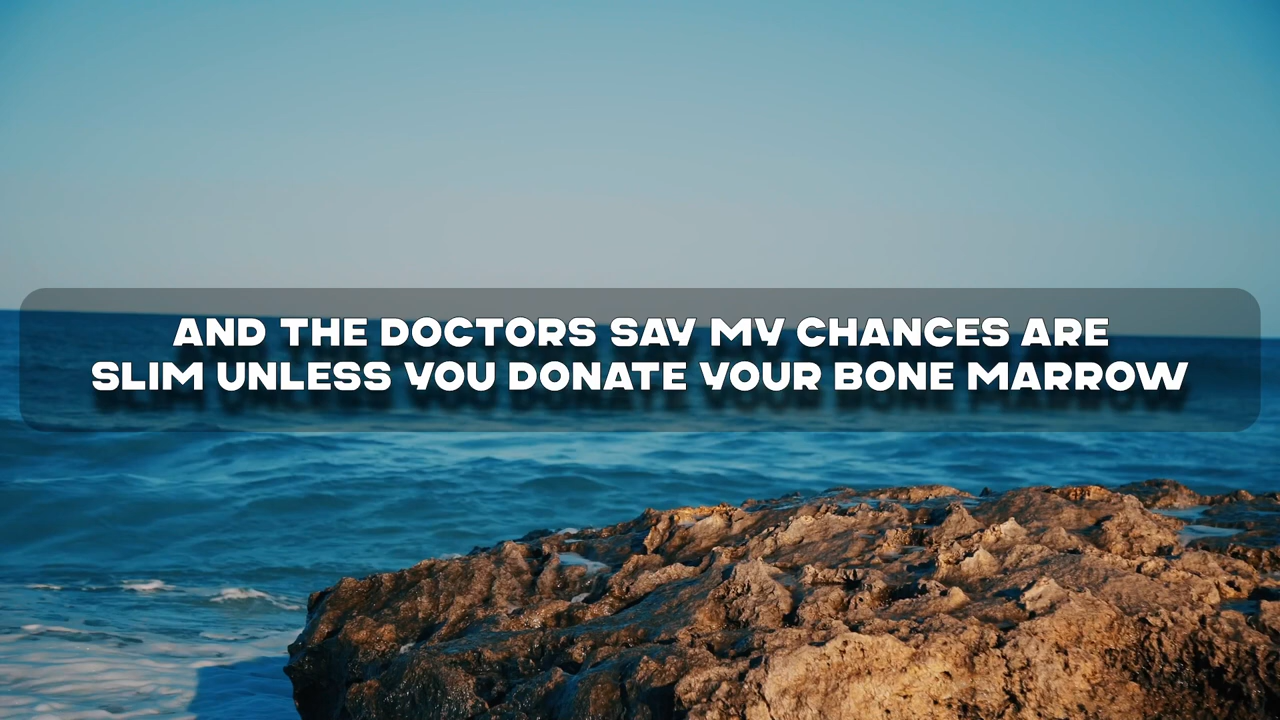 AND THE DOCTORS SAY MY CHANCES ARE
SLIM UNLESS YOU DONATE YOUR BONE MARROW